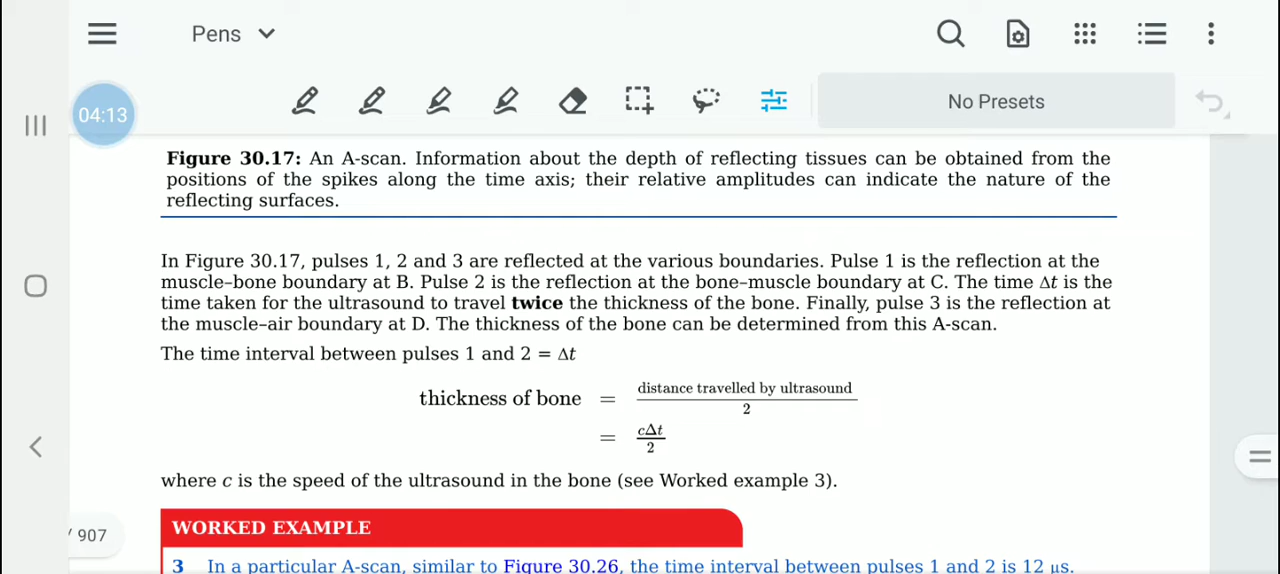 Pens
04:13
No Presets
Figure 30.17: An A-scan. Information about the depth of reflecting tissues can be obtained from the
positions of the spikes along the time axis; their relative amplitudes can indicate the nature of the
reflecting surfaces.
In Figure 30.17, pulses 1, 2 and 3 are reflected at the various boundaries. Pulse 1 is the reflection at the
muscle–bone boundary at B. Pulse 2 is the reflection at the bone–muscle boundary at C. The time Δt is the
time taken for the ultrasound to travel twice the thickness of the bone. Finally, pulse 3 is the reflection at
the muscle–air boundary at D. The thickness of the bone can be determined from this A-scan.
The time interval between pulses 1 and 2 = Δt
thickness of bone = distance travelled by ultrasound / 2
= cΔt / 2
where c is the speed of the ultrasound in the bone (see Worked example 3).
/ 907
WORKED EXAMPLE
3 In a particular A-scan, similar to Figure 30.26, the time interval between pulses 1 and 2 is 12 μs.